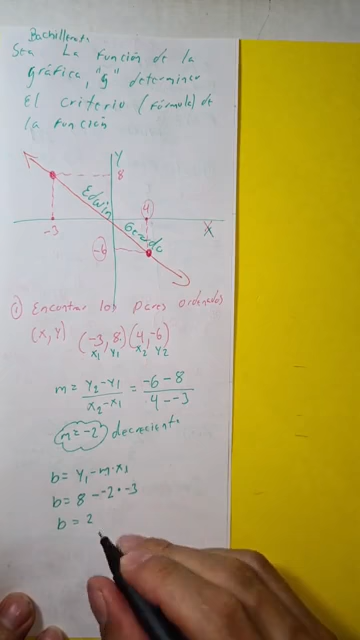 Bachillerato
Sea La función de la
gráfica, "g" determinar
El criterio (fórmula) de
la función
Y
8
Edwin
4
-3
Gerardo
X
-6
① Encontrar los pares ordenados
(x, y) (-3, 8) (4, -6)
x₁ y₁ x₂ y₂
m = y₂ - y₁ / x₂ - x₁ = -6 - 8 / 4 - -3
m = -2 decreciente
b = y₁ - m · x₁
b = 8 - -2 · -3
b = 2